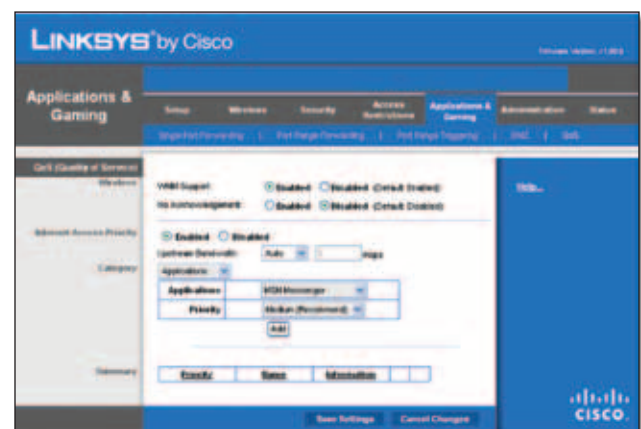 LINKSYS by Cisco
Firmware Version:
Applications & Gaming
Setup Wireless Security Access Restrictions Applications & Gaming Administration Status
Single Port Forwarding | Port Range Forwarding | Port Range Triggering | DMZ | QoS
QoS (Quality of Service)
Wireless
WMM Support: Enabled Disabled (Default: Enabled)
No Acknowledgement: Enabled Disabled (Default: Disabled)
Help...
Internet Access Priority
Enabled Disabled
Upstream Bandwidth: Auto Kbps
Category
Applications
Applications MSN Messenger
Priority Medium (Recommend)
Add
Summary
Priority Name Information
Save Settings Cancel Changes
CISCO